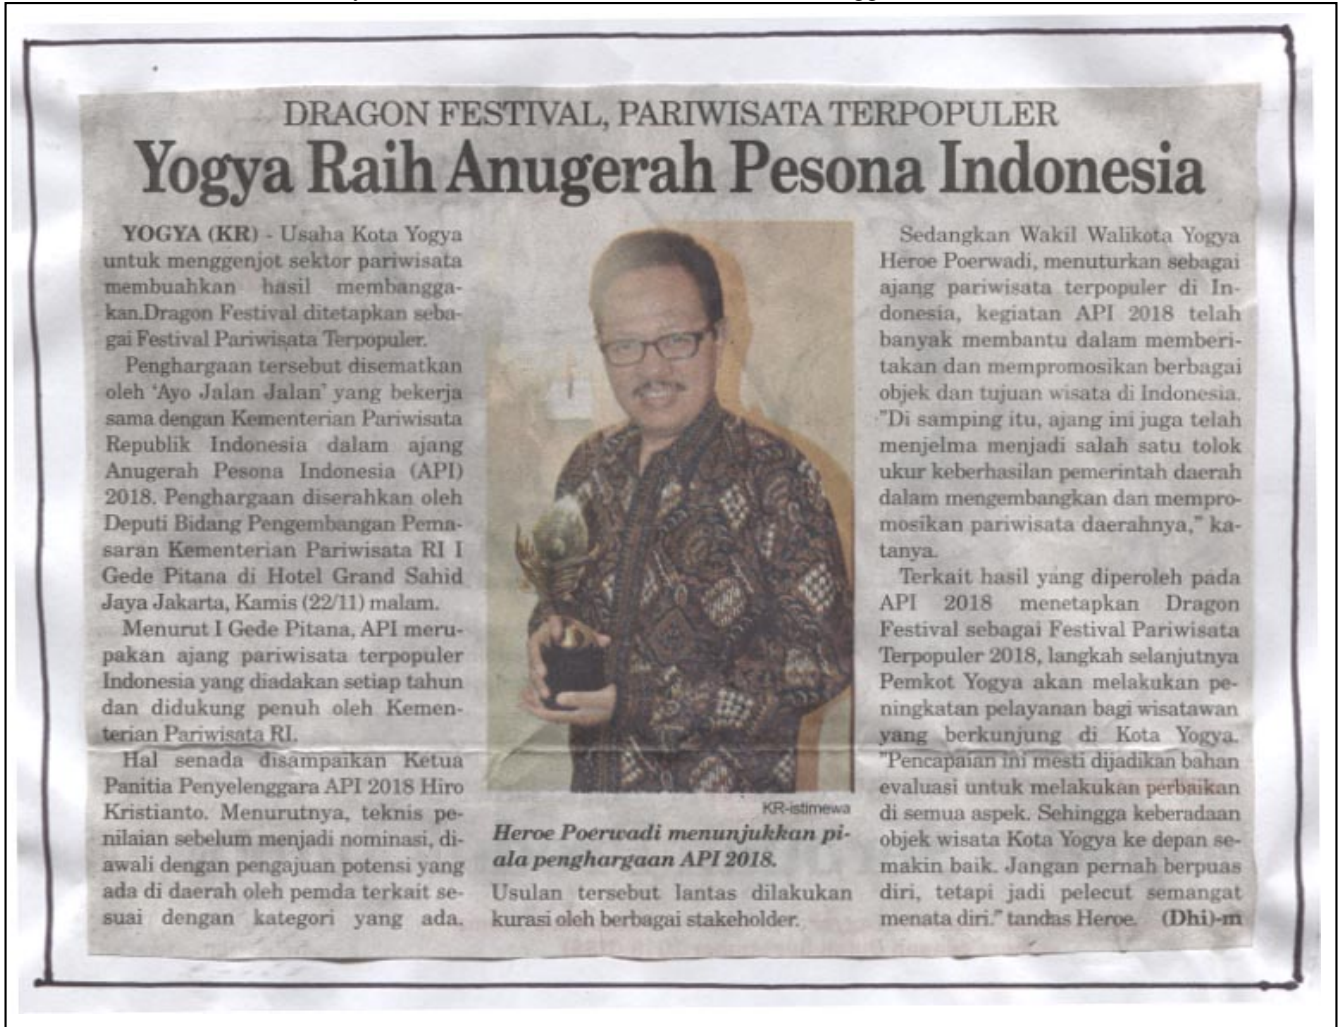 DRAGON FESTIVAL, PARIWISATA TERPOPULER
Yogya Raih Anugerah Pesona Indonesia
YOGYA (KR) - Usaha Kota Yogya
untuk menggenjot sektor pariwisata
membuahkan hasil membangga-
kan.Dragon Festival ditetapkan seba-
gai Festival Pariwisata Terpopuler.
Penghargaan tersebut disematkan
oleh 'Ayo Jalan Jalan' yang bekerja
sama dengan Kementerian Pariwisata
Republik Indonesia dalam ajang
Anugerah Pesona Indonesia (API)
2018. Penghargaan diserahkan oleh
Deputi Bidang Pengembangan Pema-
saran Kementerian Pariwisata RI I
Gede Pitana di Hotel Grand Sahid
Jaya Jakarta, Kamis (22/11) malam.
Menurut I Gede Pitana, API meru-
pakan ajang pariwisata terpopuler
Indonesia yang diadakan setiap tahun
dan didukung penuh oleh Kemen-
terian Pariwisata RI.
Hal senada disampaikan Ketua
Panitia Penyelenggara API 2018 Hiro
Kristianto. Menurutnya, teknis pe-
nilaian sebelum menjadi nominasi, di-
awali dengan pengajuan potensi yang
ada di daerah oleh pemda terkait se-
suai dengan kategori yang ada.
KR-istimewa
Heroe Poerwadi menunjukkan pi-
ala penghargaan API 2018.
Usulan tersebut lantas dilakukan
kurasi oleh berbagai stakeholder.
Sedangkan Wakil Walikota Yogya
Heroe Poerwadi, menuturkan sebagai
ajang pariwisata terpopuler di In-
donesia, kegiatan API 2018 telah
banyak membantu dalam memberi-
takan dan mempromosikan berbagai
objek dan tujuan wisata di Indonesia.
"Di samping itu, ajang ini juga telah
menjelma menjadi salah satu tolok
ukur keberhasilan pemerintah daerah
dalam mengembangkan dan mempro-
mosikan pariwisata daerahnya," ka-
tanya.
Terkait hasil yang diperoleh pada
API 2018 menetapkan Dragon
Festival sebagai Festival Pariwisata
Terpopuler 2018, langkah selanjutnya
Pemkot Yogya akan melakukan pe-
ningkatan pelayanan bagi wisatawan
yang berkunjung di Kota Yogya.
"Pencapaian ini mesti dijadikan bahan
evaluasi untuk melakukan perbaikan
di semua aspek. Sehingga keberadaan
objek wisata Kota Yogya ke depan se-
makin baik. Jangan pernah berpuas
diri, tetapi jadi pelecut semangat
menata diri." tandas Heroe. (Dhi)-m